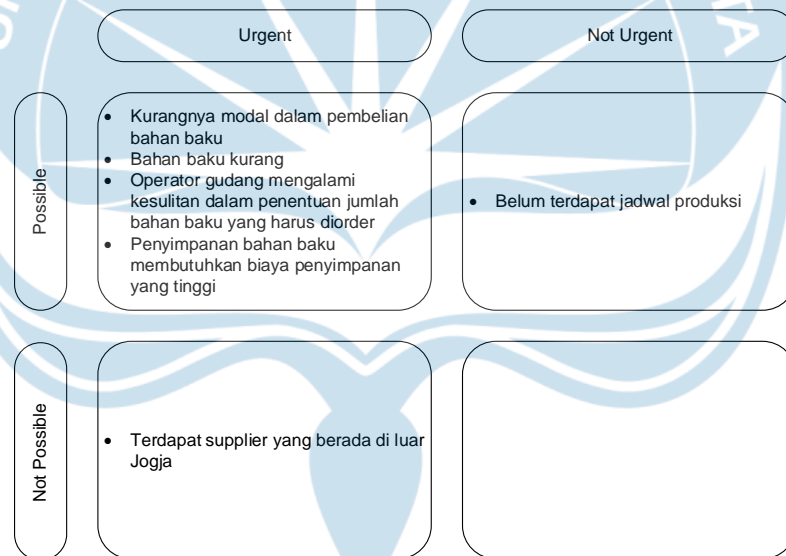 Urgent
Not Urgent
Possible
• Kurangnya modal dalam pembelian
bahan baku
• Bahan baku kurang
• Operator gudang mengalami
kesulitan dalam penentuan jumlah
bahan baku yang harus diorder
• Penyimpanan bahan baku
membutuhkan biaya penyimpanan
yang tinggi
• Belum terdapat jadwal produksi
Not Possible
• Terdapat supplier yang berada di luar
Jogja